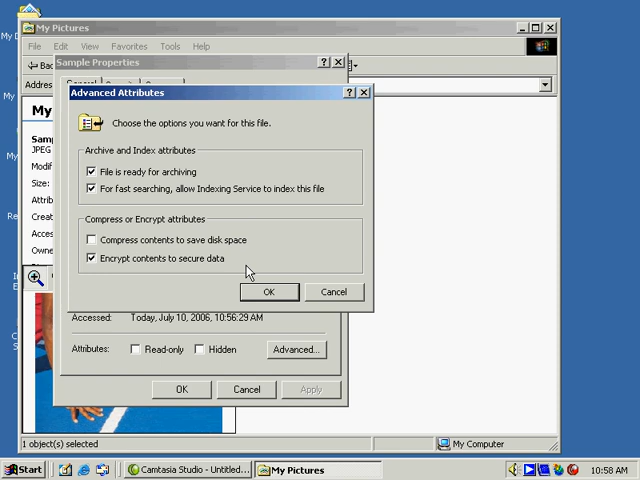 My Pictures
File Edit View Favorites Tools Help
Sample Properties
Advanced Attributes
Choose the options you want for this file.
Archive and Index attributes
File is ready for archiving
For fast searching, allow Indexing Service to index this file
Compress or Encrypt attributes
Compress contents to save disk space
Encrypt contents to secure data
OK Cancel
My
JPEG
Size:
Accessed: Today, July 10, 2006, 10:56:29 AM
Attributes: Read-only Hidden Advanced...
OK Cancel Apply
1 object(s) selected My Computer
Start Camtasia Studio - Untitled... My Pictures 10:58 AM